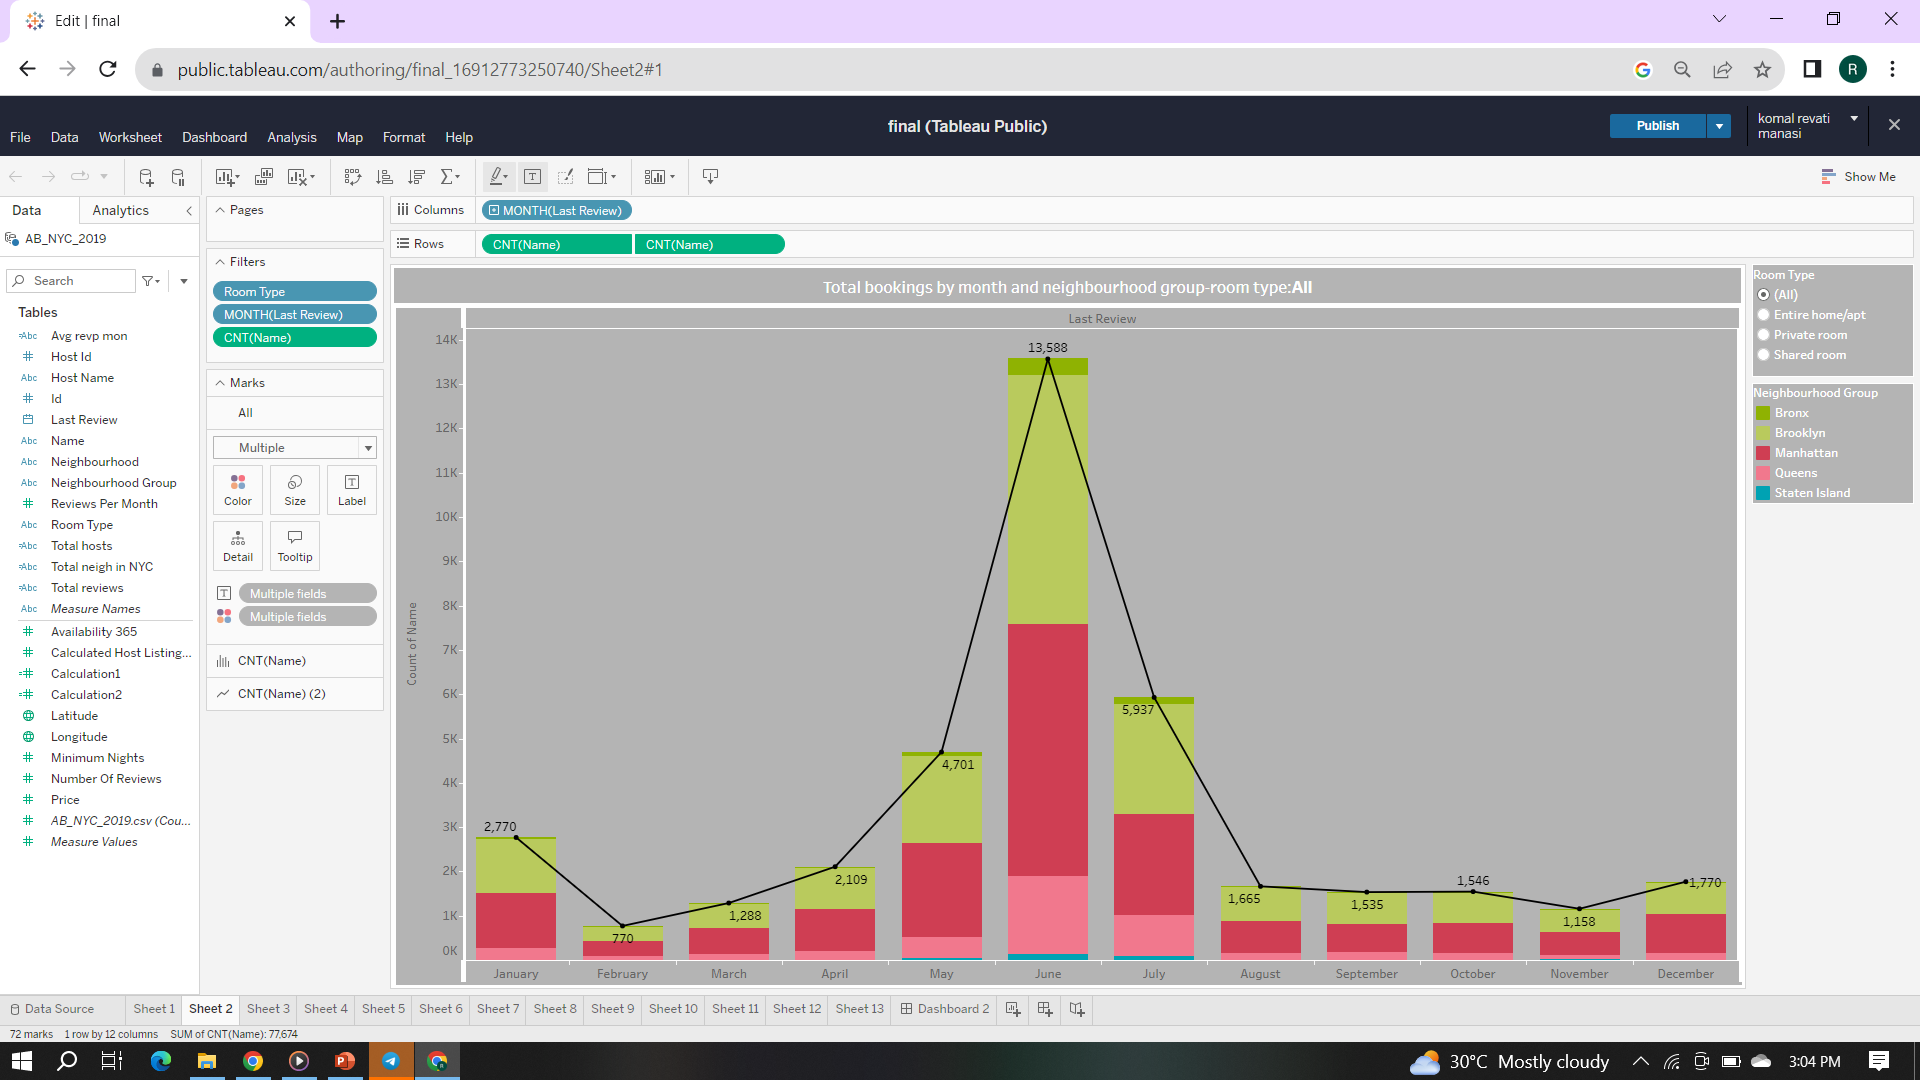 Edit | final
public.tableau.com/authoring/final_16912773250740/Sheet2#1
R
File Data Worksheet Dashboard Analysis Map Format Help
final (Tableau Public)
Publish
komal revati
manasi
Show Me
Data Analytics
AB_NYC_2019
Search
Tables
Abc Avg revp mon
Host Id
Abc Host Name
Id
Last Review
Abc Name
Abc Neighbourhood
Abc Neighbourhood Group
Reviews Per Month
Abc Room Type
Abc Total hosts
Abc Total neigh in NYC
Abc Total reviews
Abc Measure Names
Availability 365
Calculated Host Listing...
Calculation1
Calculation2
Latitude
Longitude
Minimum Nights
Number Of Reviews
Price
AB_NYC_2019.csv (Cou...
Measure Values
Pages
Filters
Room Type
MONTH(Last Review)
CNT(Name)
Marks
All
Multiple
Color Size Label
Detail Tooltip
Multiple fields
Multiple fields
CNT(Name)
CNT(Name) (2)
Columns MONTH(Last Review)
Rows CNT(Name) CNT(Name)
Total bookings by month and neighbourhood group-room type:All
Last Review
Count of Name
14K
13K
12K
11K
10K
9K
8K
7K
6K
5K
4K
3K
2K
1K
0K
2,770
770
1,288
2,109
4,701
13,588
5,937
1,665
1,535
1,546
1,158
1,770
January February March April May June July August September October November December
Room Type
(All)
Entire home/apt
Private room
Shared room
Neighbourhood Group
Bronx
Brooklyn
Manhattan
Queens
Staten Island
Data Source Sheet 1 Sheet 2 Sheet 3 Sheet 4 Sheet 5 Sheet 6 Sheet 7 Sheet 8 Sheet 9 Sheet 10 Sheet 11 Sheet 12 Sheet 13 Dashboard 2
72 marks 1 row by 12 columns SUM of CNT(Name): 77,674
30°C Mostly cloudy 3:04 PM